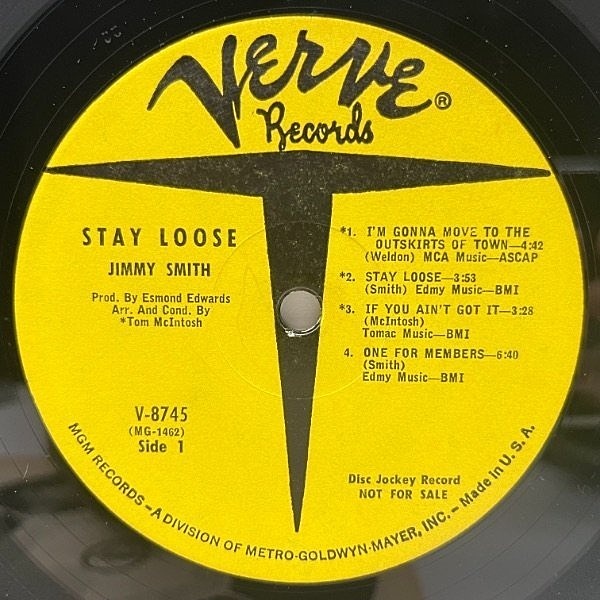 Verve®
Records
STAY LOOSE
JIMMY SMITH
Prod. By Esmond Edwards
Arr. And Cond. By
*Tom McIntosh
V-8745
(MG-1462)
Side 1
*1. I'M GONNA MOVE TO THE
OUTSKIRTS OF TOWN—4:42
(Weldon) MCA Music—ASCAP
*2. STAY LOOSE—3:53
(Smith) Edmy Music—BMI
*3. IF YOU AIN'T GOT IT—3:28
(McIntosh)
Tomac Music—BMI
4. ONE FOR MEMBERS—6:40
(Smith)
Edmy Music—BMI
Disc Jockey Record
NOT FOR SALE
MGM RECORDS—A DIVISION OF METRO-GOLDWYN-MAYER, INC.—Made in U. S. A.